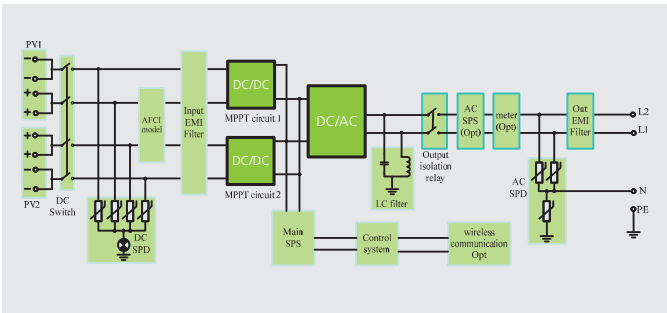 PV1
−
−
+
+
+
+
−
−
PV2
DC
Switch
AFCI
model
DC
SPD
Input
EMI
Filter
DC/DC
MPPT circuit 1
DC/DC
MPPT circuit 2
DC/AC
LC filter
Output
isolation
relay
AC
SPS
(Opt)
meter
(Opt)
Out
EMI
Filter
AC
SPD
L2
L1
N
PE
Main
SPS
Control
system
wireless
communication
Opt